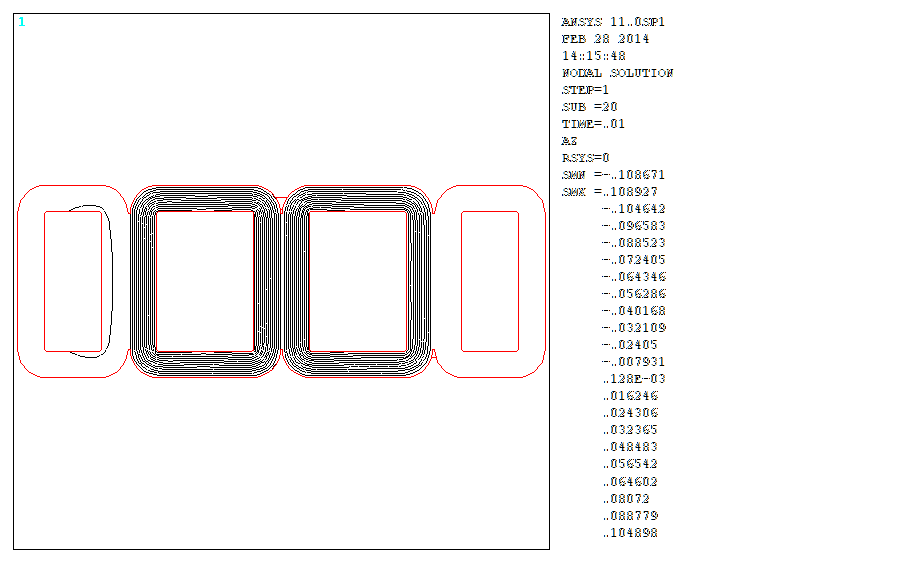 1
ANSYS 11.0SP1
FEB 28 2014
14:15:48
NODAL SOLUTION
STEP=1
SUB =20
TIME=.01
AZ
RSYS=0
SMN =-.108671
SMX =.108927
-.104642
-.096583
-.088523
-.072405
-.064346
-.056286
-.040168
-.032109
-.02405
-.007931
.128E-03
.016246
.024306
.032365
.048483
.056542
.064602
.08072
.088779
.104898